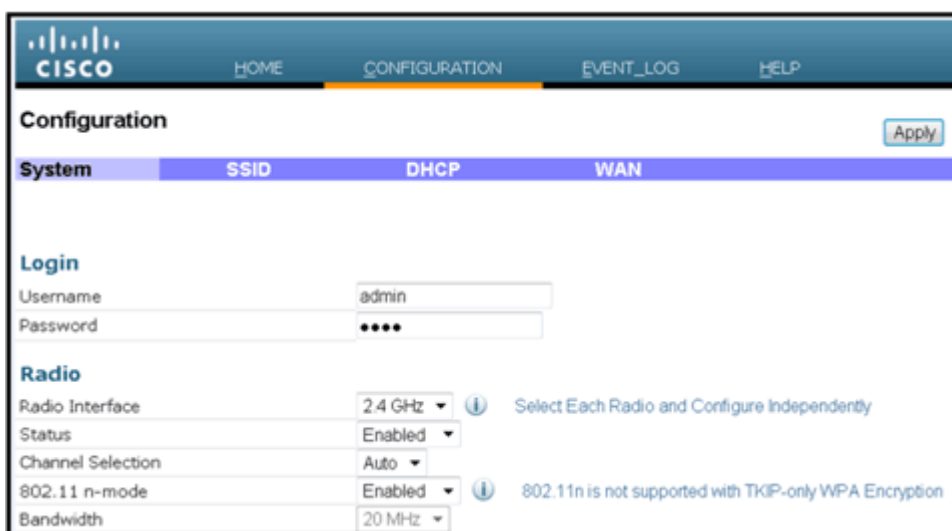 CISCO
HOME CONFIGURATION EVENT_LOG HELP
Configuration
Apply
System SSID DHCP WAN
Login
Username admin
Password ••••
Radio
Radio Interface 2.4 GHz Select Each Radio and Configure Independently
Status Enabled
Channel Selection Auto
802.11 n-mode Enabled 802.11n is not supported with TKIP-only WPA Encryption
Bandwidth 20 MHz